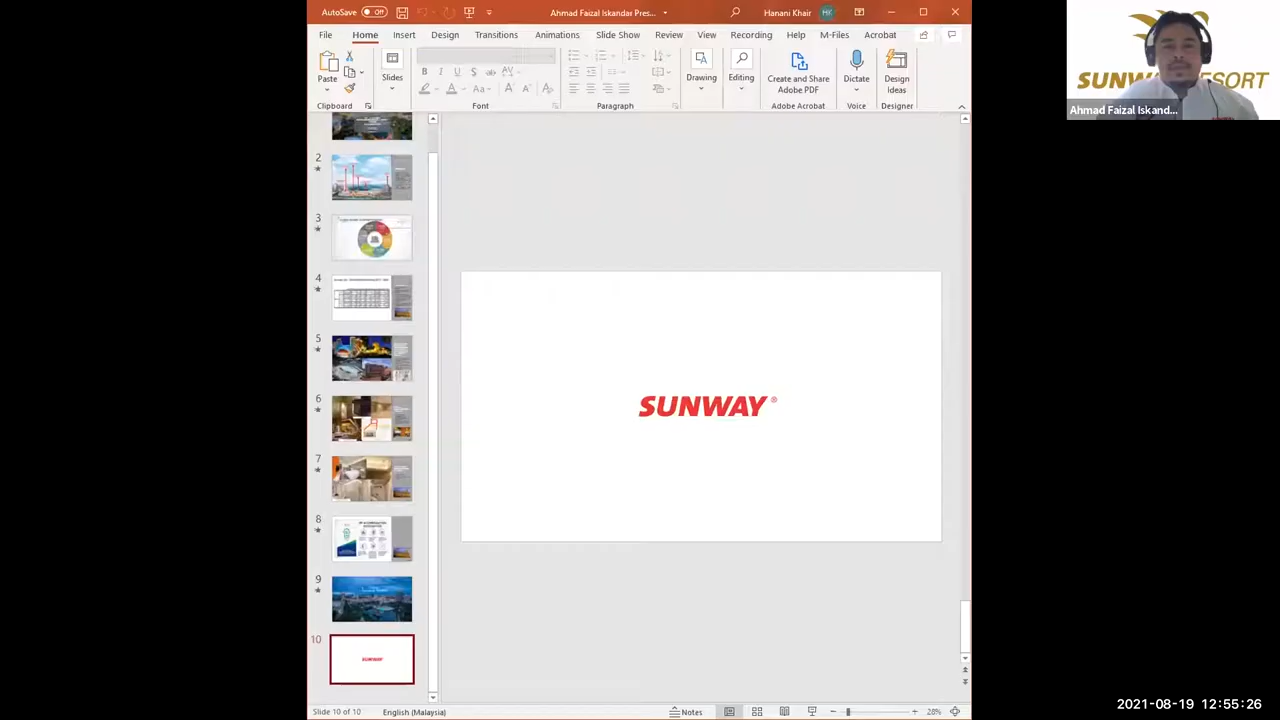 AutoSave Off
Ahmad Faizal Iskandar Pres...
Hanani Khair HK
File Home Insert Design Transitions Animations Slide Show Review View Recording Help M-Files Acrobat
Paste
Slides
Drawing
Editing
Create and Share Adobe PDF
Dictate
Design Ideas
Clipboard
Font
Paragraph
Adobe Acrobat
Voice
Designer
2
3
4
5
6
7
8
9
10
SUNWAY®
Slide 10 of 10
English (Malaysia)
Notes
28%
Ahmad Faizal Iskand...
2021-08-19 12:55:26